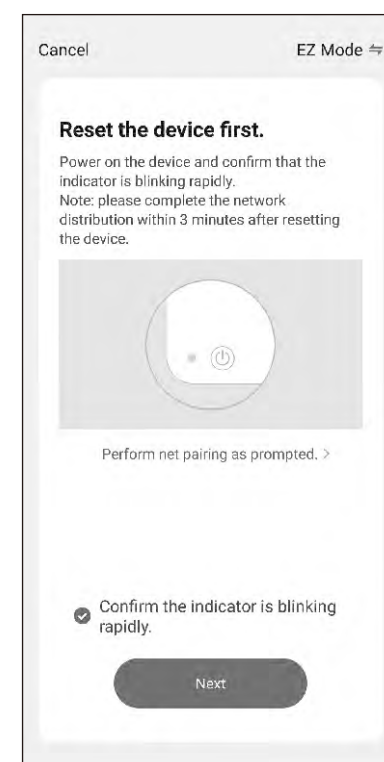 Cancel
EZ Mode ⇋
Reset the device first.
Power on the device and confirm that the
indicator is blinking rapidly.
Note: please complete the network
distribution within 3 minutes after resetting
the device.
Perform net pairing as prompted. >
Confirm the indicator is blinking
rapidly.
Next